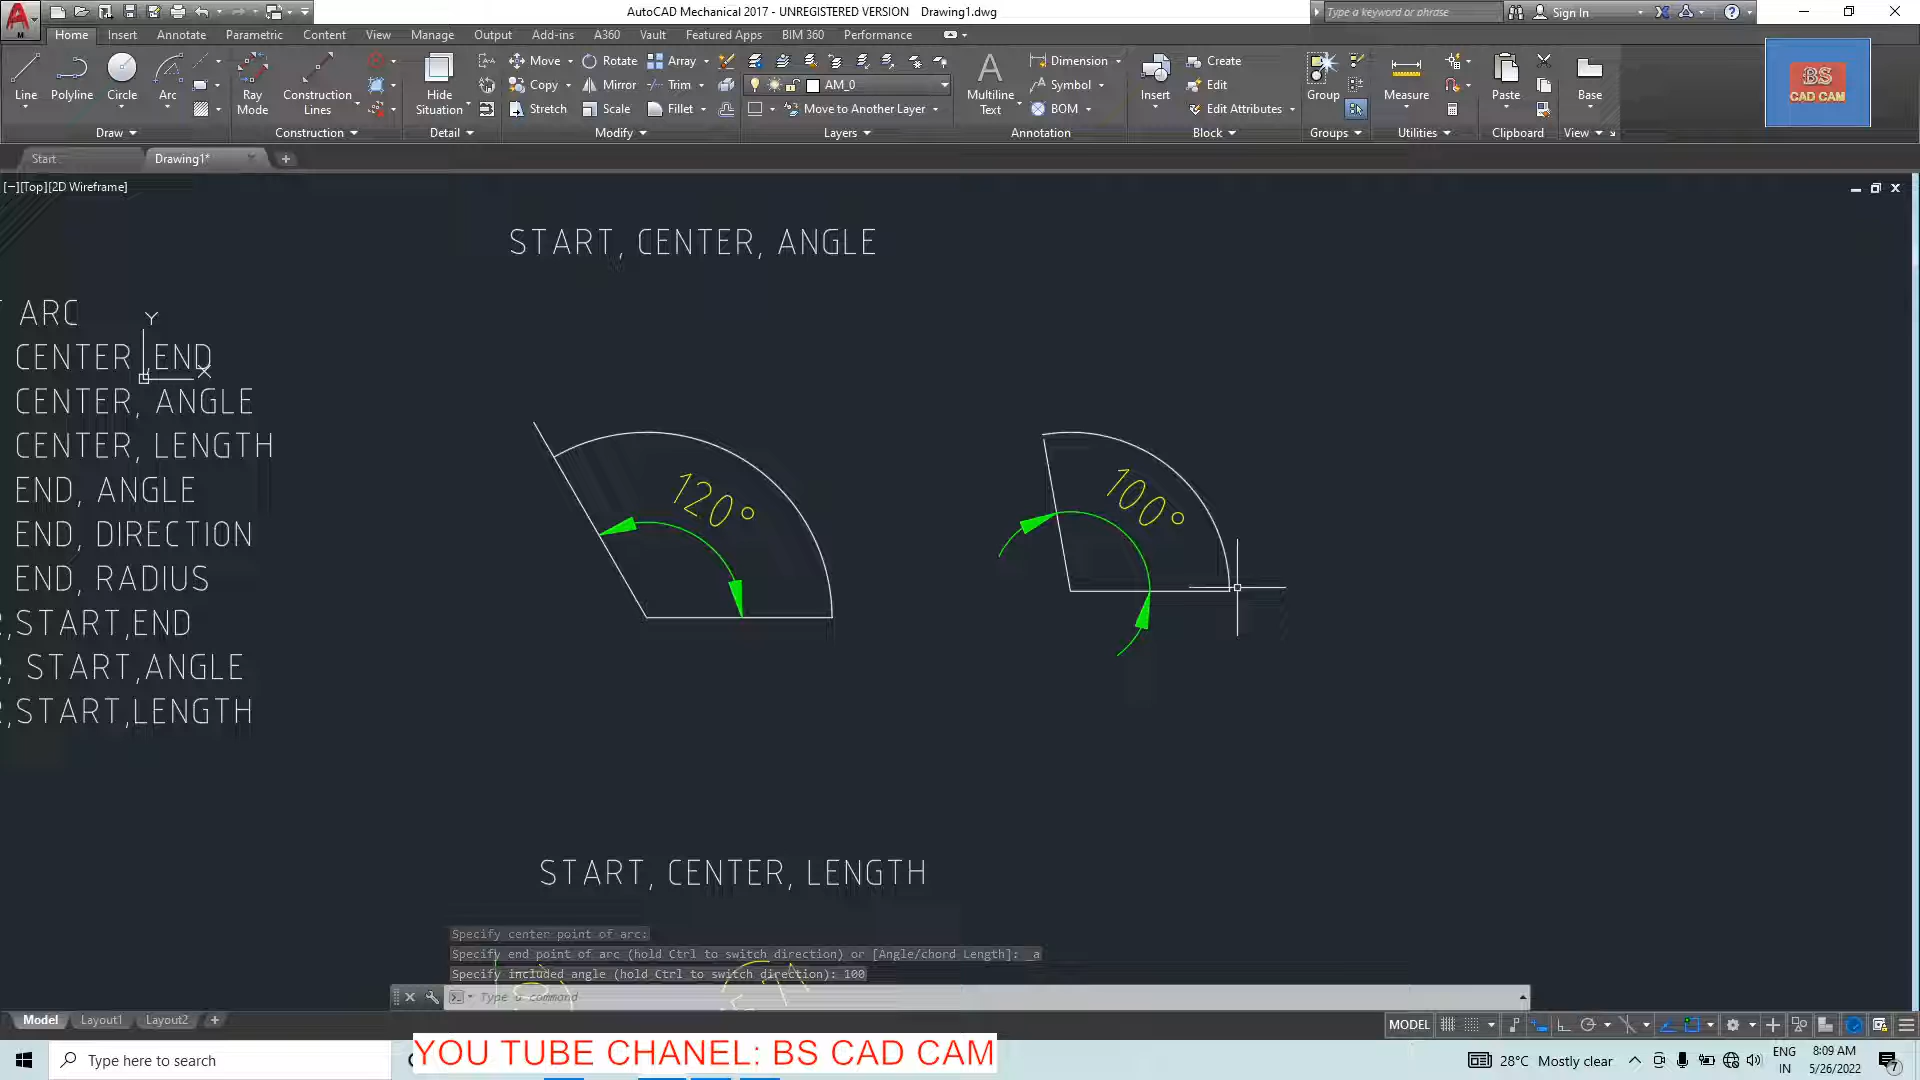 AutoCAD Mechanical 2017 - UNREGISTERED VERSION Drawing1.dwg
Type a keyword or phrase
Sign In
Home Insert Annotate Parametric Content View Manage Output Add-ins A360 Vault Featured Apps BIM 360 Performance
Line Polyline Circle Arc
Draw
Ray Mode
Construction Lines
Construction
Hide Situation
Detail
Move Rotate Array
Copy Mirror Trim
Stretch Scale Fillet
Modify
AM_0
Move to Another Layer
Layers
Multiline Text
Dimension
Symbol
BOM
Annotation
Insert
Create
Edit
Edit Attributes
Block
Group
Groups
Measure
Utilities
Paste
Clipboard
Base
View
BS
CAD CAM
Start Drawing1*
[−][Top][2D Wireframe]
START, CENTER, ANGLE
ARC
Y
CENTER END
X
CENTER, ANGLE
CENTER, LENGTH
END, ANGLE
END, DIRECTION
END, RADIUS
,START,END
, START,ANGLE
,START,LENGTH
120°
100°
START, CENTER, LENGTH
Specify center point of arc:
Specify end point of arc (hold Ctrl to switch direction) or [Angle/chord Length]: _a
Specify included angle (hold Ctrl to switch direction): 100
Type a command
Model Layout1 Layout2
MODEL
Type here to search
YOU TUBE CHANEL: BS CAD CAM
28°C Mostly clear
ENG
IN
8:09 AM
5/26/2022
7